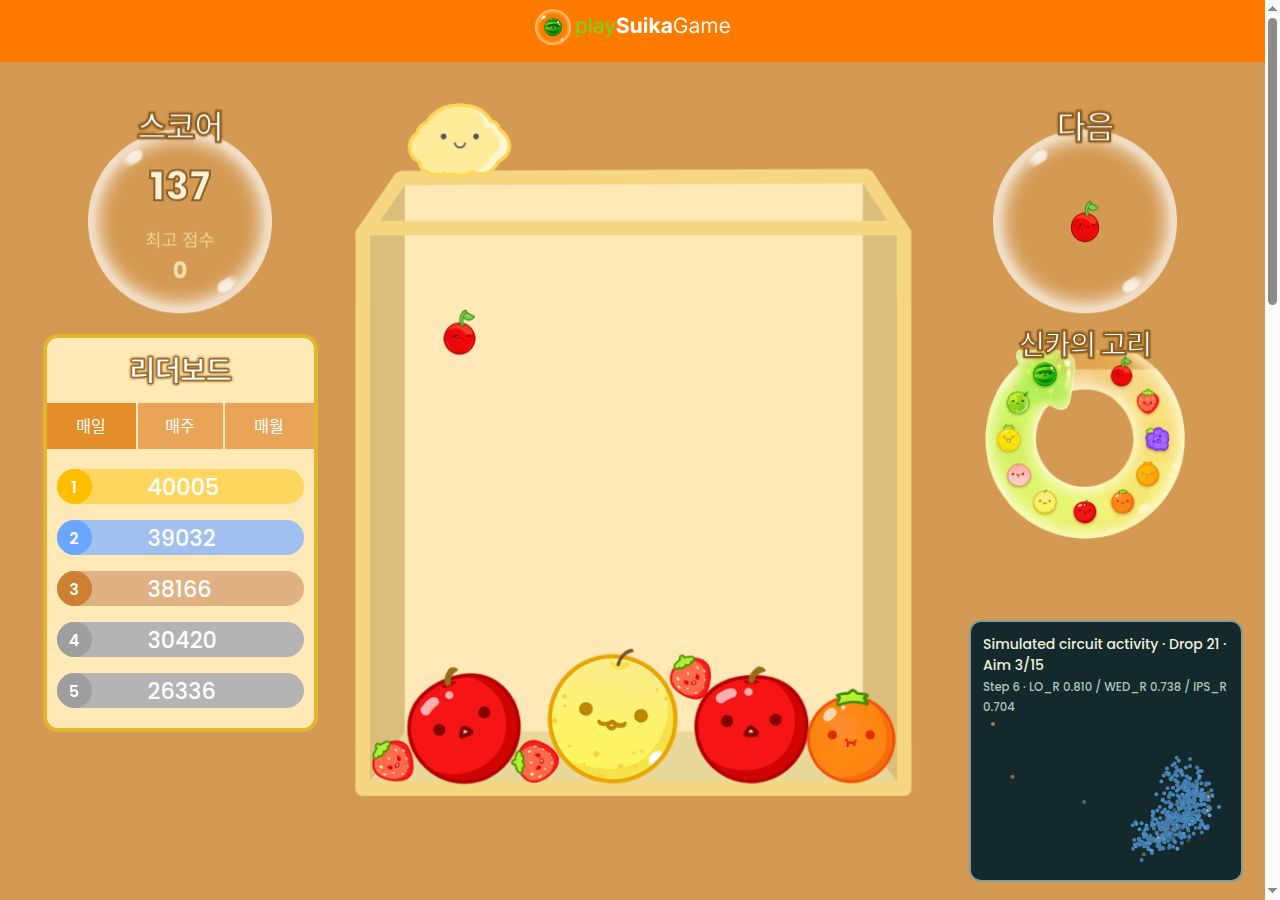 playSuikaGame
스코어
137
최고 점수
0
다음
신카의 고리
리더보드
매일 매주 매월
1 40005
2 39032
3 38166
4 30420
5 26336
Simulated circuit activity · Drop 21 ·
Aim 3/15
Step 6 · LO_R 0.810 / WED_R 0.738 / IPS_R
0.704